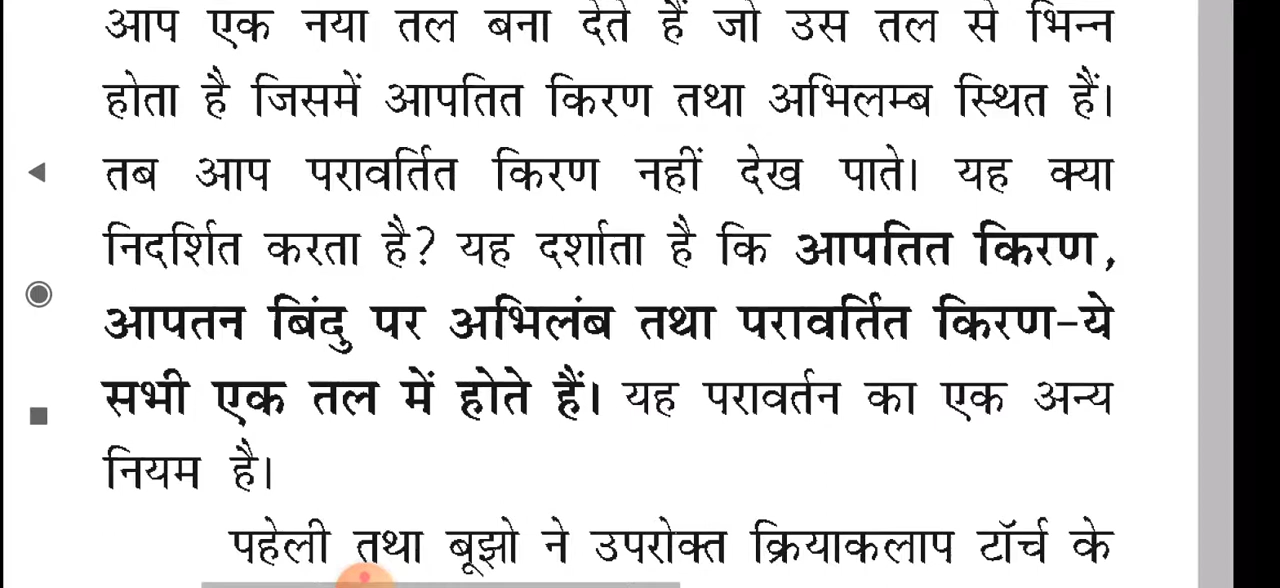 आप एक नया तल बना देते हैं जो उस तल से भिन्न
होता है जिसमें आपतित किरण तथा अभिलम्ब स्थित हैं।
तब आप परावर्तित किरण नहीं देख पाते। यह क्या
निदर्शित करता है? यह दर्शाता है कि आपतित किरण,
आपतन बिंदु पर अभिलंब तथा परावर्तित किरण-ये
सभी एक तल में होते हैं। यह परावर्तन का एक अन्य
नियम है।
पहेली तथा बूझो ने उपरोक्त क्रियाकलाप टॉर्च के